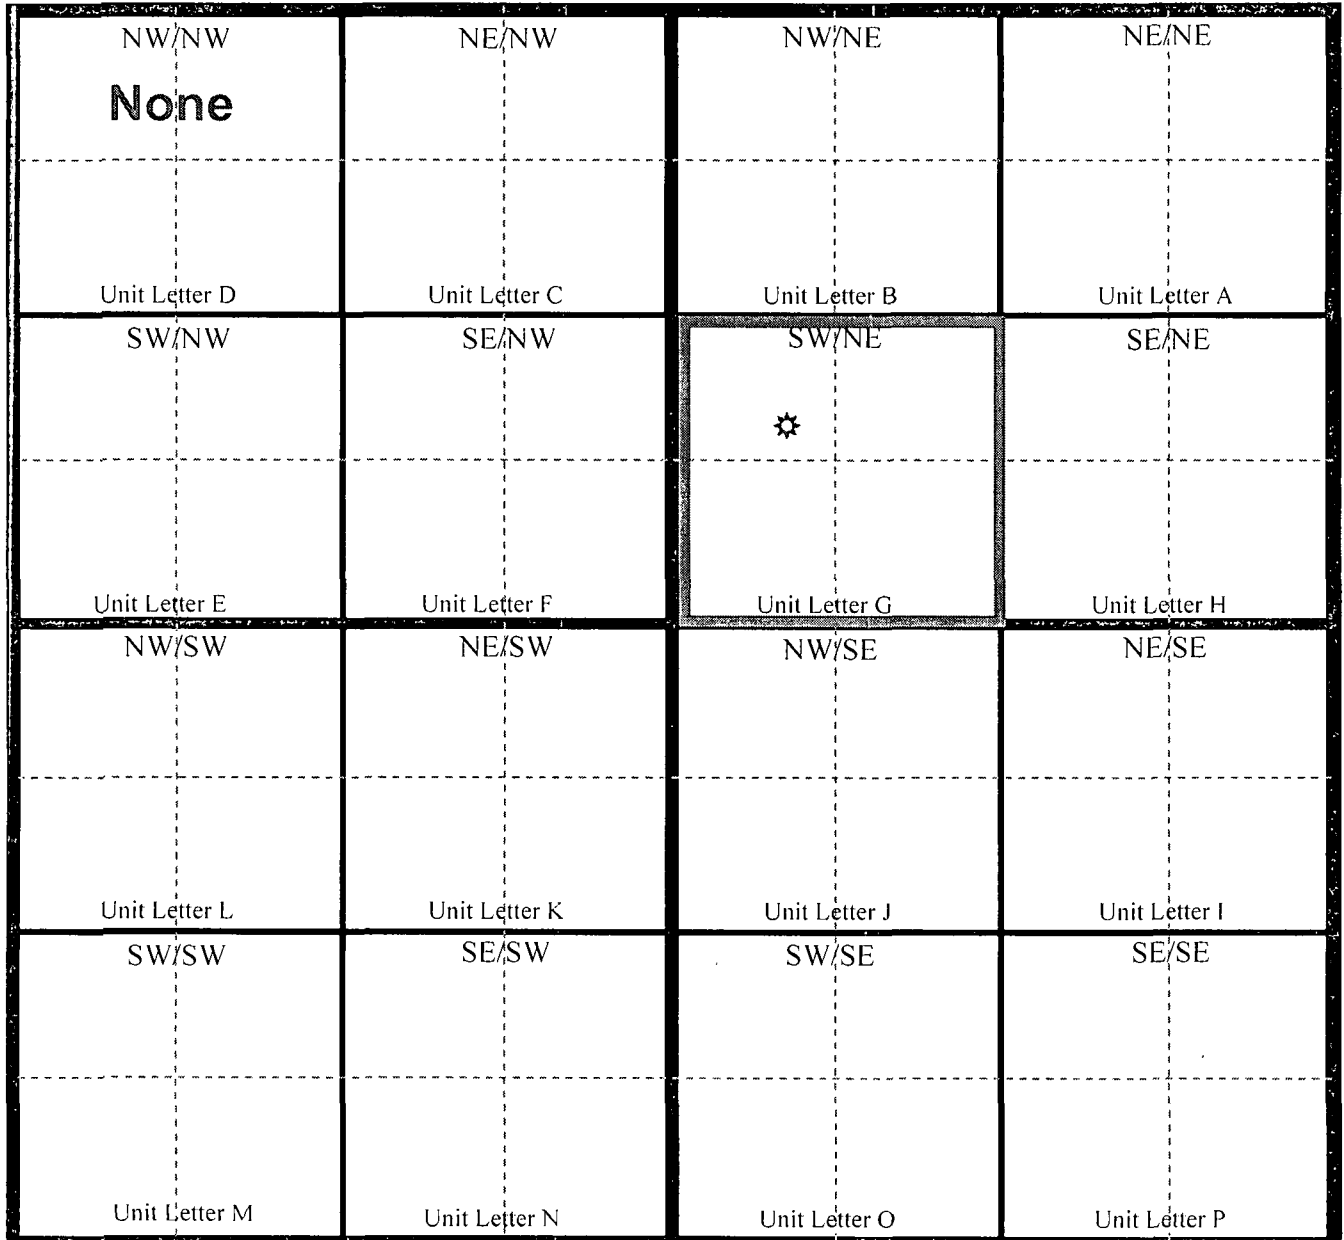 NW/NW NE/NW NW/NE NE/NE
None
Unit Letter D Unit Letter C Unit Letter B Unit Letter A
SW/NW SE/NW SW/NE SE/NE
Unit Letter E Unit Letter F Unit Letter G Unit Letter H
NW/SW NE/SW NW/SE NE/SE
Unit Letter L Unit Letter K Unit Letter J Unit Letter I
SW/SW SE/SW SW/SE SE/SE
Unit Letter M Unit Letter N Unit Letter O Unit Letter P